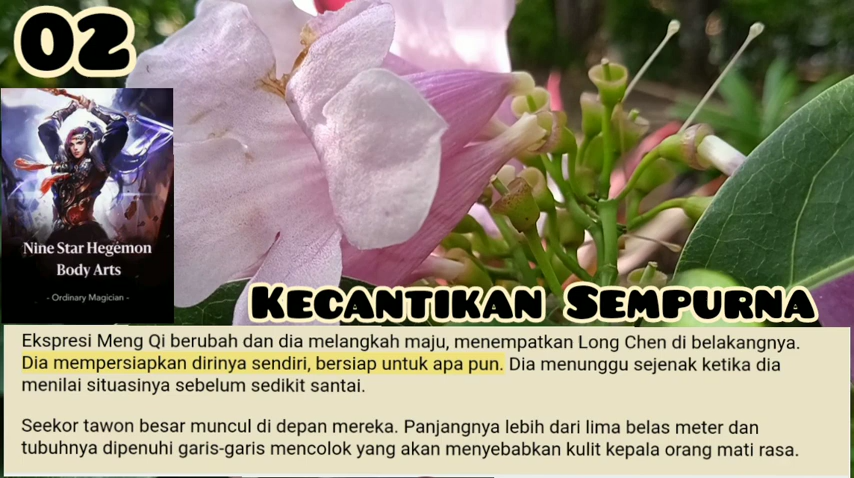 02
Nine Star Hegemon
Body Arts
- Ordinary Magician -
Kecantikan Sempurna
Ekspresi Meng Qi berubah dan dia melangkah maju, menempatkan Long Chen di belakangnya.
Dia mempersiapkan dirinya sendiri, bersiap untuk apa pun. Dia menunggu sejenak ketika dia
menilai situasinya sebelum sedikit santai.
Seekor tawon besar muncul di depan mereka. Panjangnya lebih dari lima belas meter dan
tubuhnya dipenuhi garis-garis mencolok yang akan menyebabkan kulit kepala orang mati rasa.